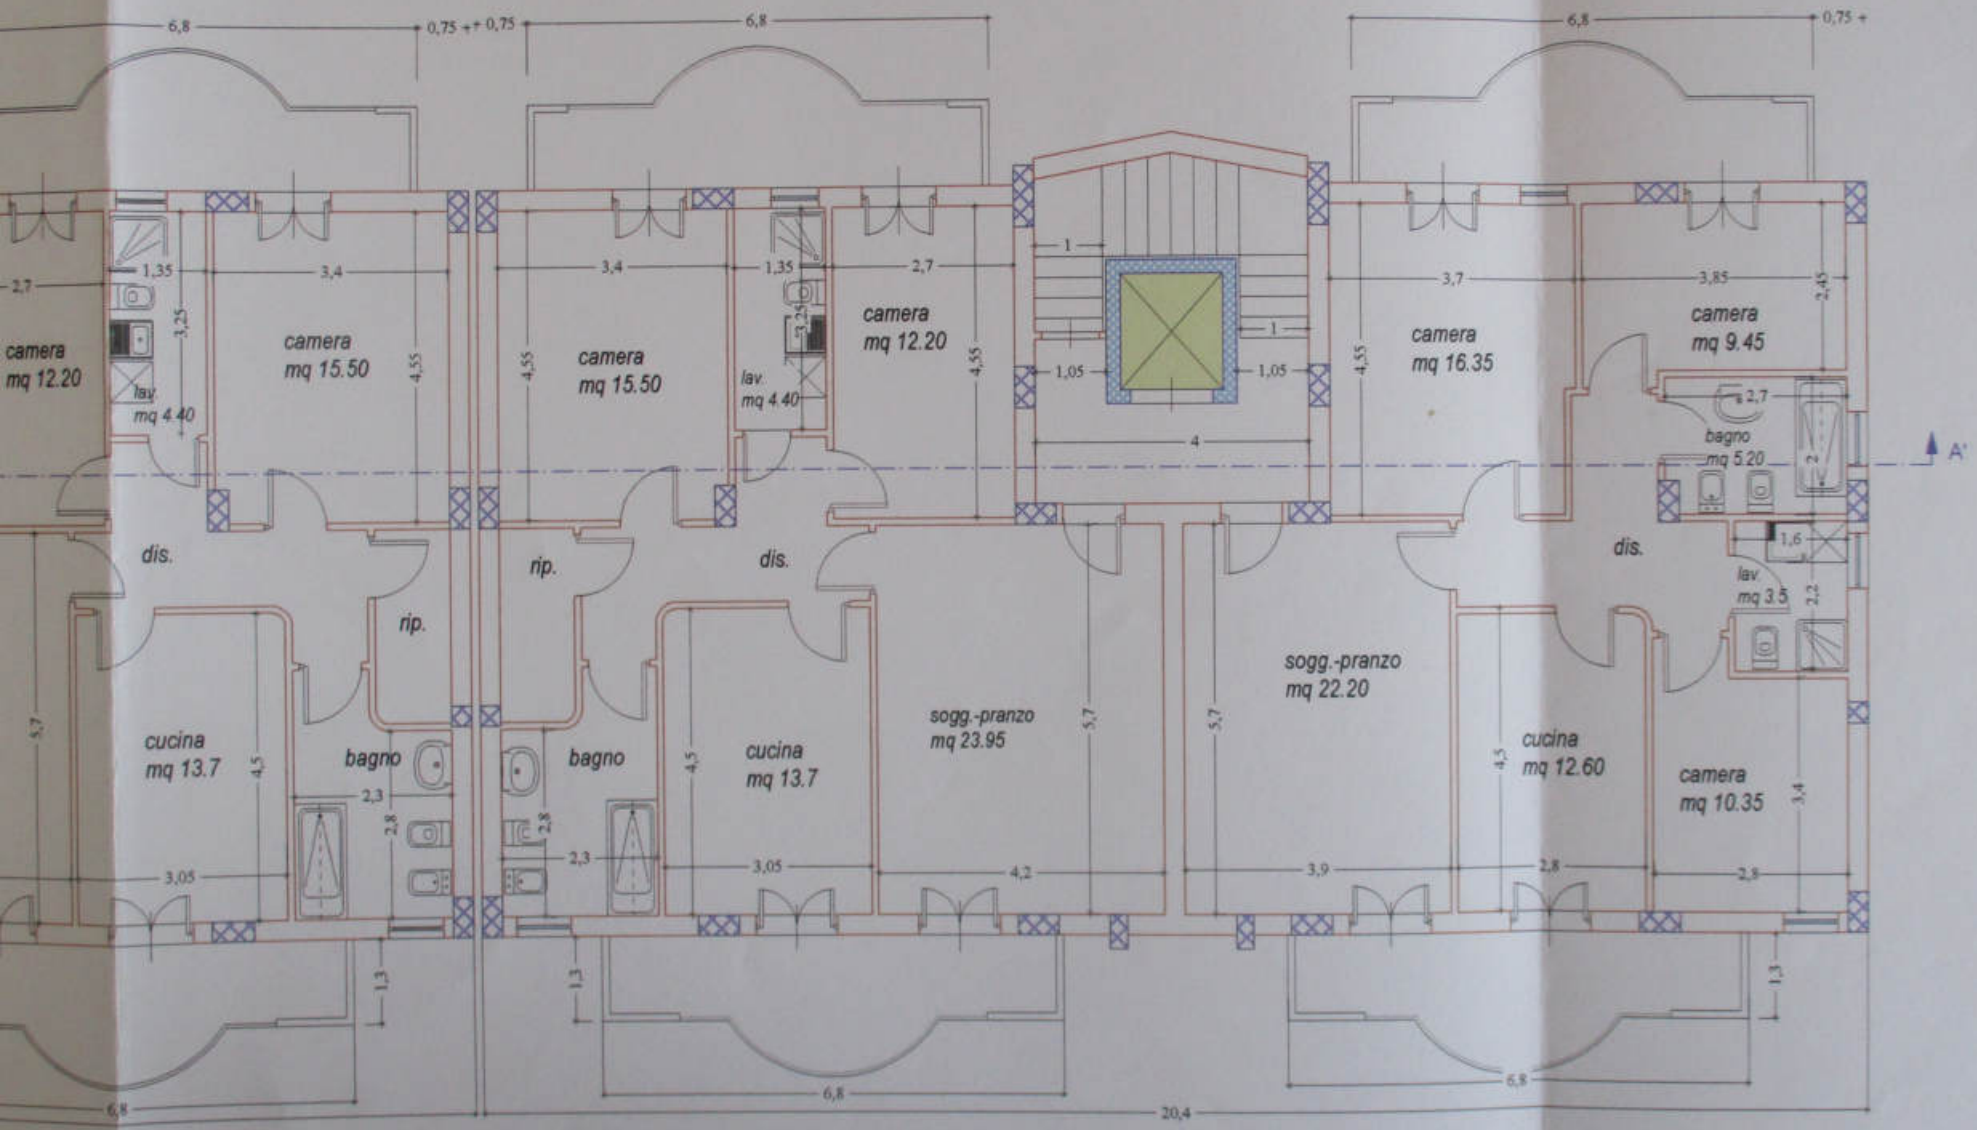 6,8
0,75 +
+ 0,75
6,8
6,8
0,75 +
2,7
1,35
3,25
3,4
4,55
camera
mq 12.20
lav.
mq 4.40
camera
mq 15.50
3,4
4,55
camera
mq 15.50
1,35
3,25
lav.
mq 4.40
2,7
camera
mq 12.20
4,55
1
1
1,05
1,05
4
3,7
4,55
camera
mq 16.35
3,85
2,45
camera
mq 9.45
2,7
bagno
mq 5.20
2
A'
dis.
rip.
rip.
dis.
dis.
1,6
lav.
mq 3.5
2,2
5,7
cucina
mq 13.7
4,5
3,05
bagno
2,3
2,8
bagno
2,8
2,3
4,5
cucina
mq 13.7
3,05
sogg.-pranzo
mq 23.95
5,7
4,2
5,7
sogg.-pranzo
mq 22.20
3,9
4,5
cucina
mq 12.60
2,8
camera
mq 10.35
3,4
2,8
1,3
1,3
1,3
6,8
6,8
6,8
20,4